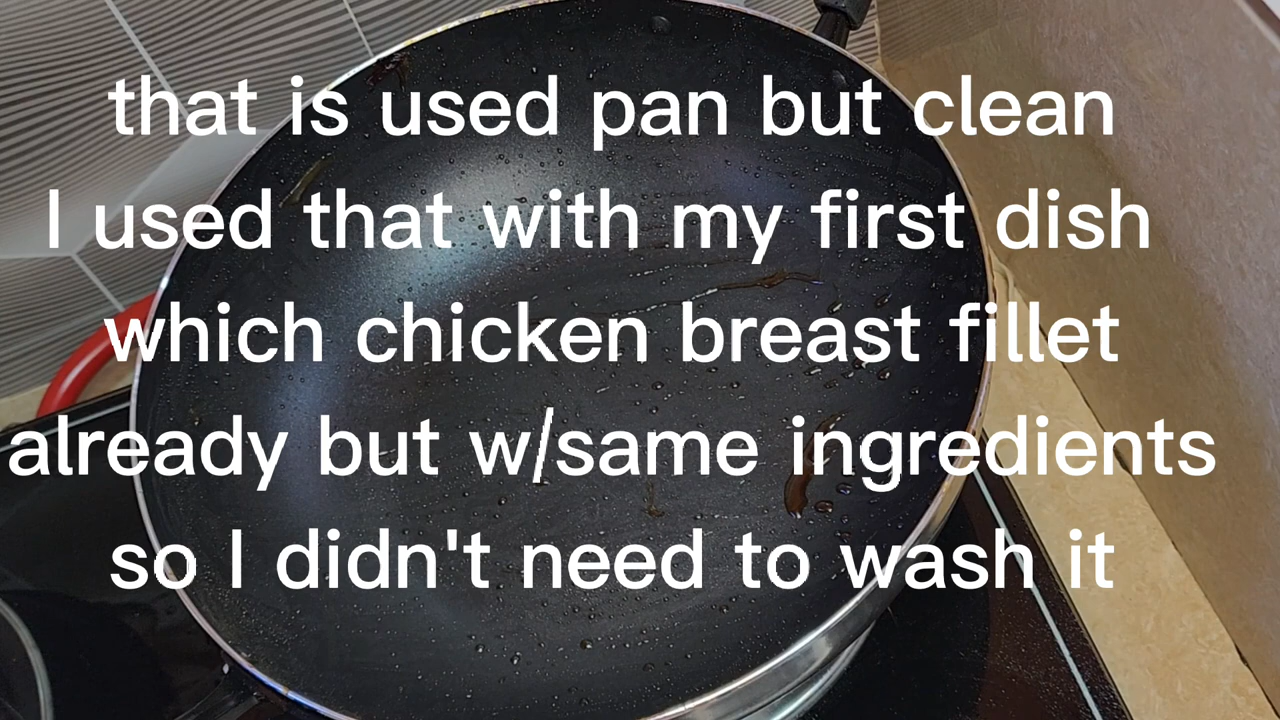 that is used pan but clean
I used that with my first dish
which chicken breast fillet
already but w/same ingredients
so I didn't need to wash it